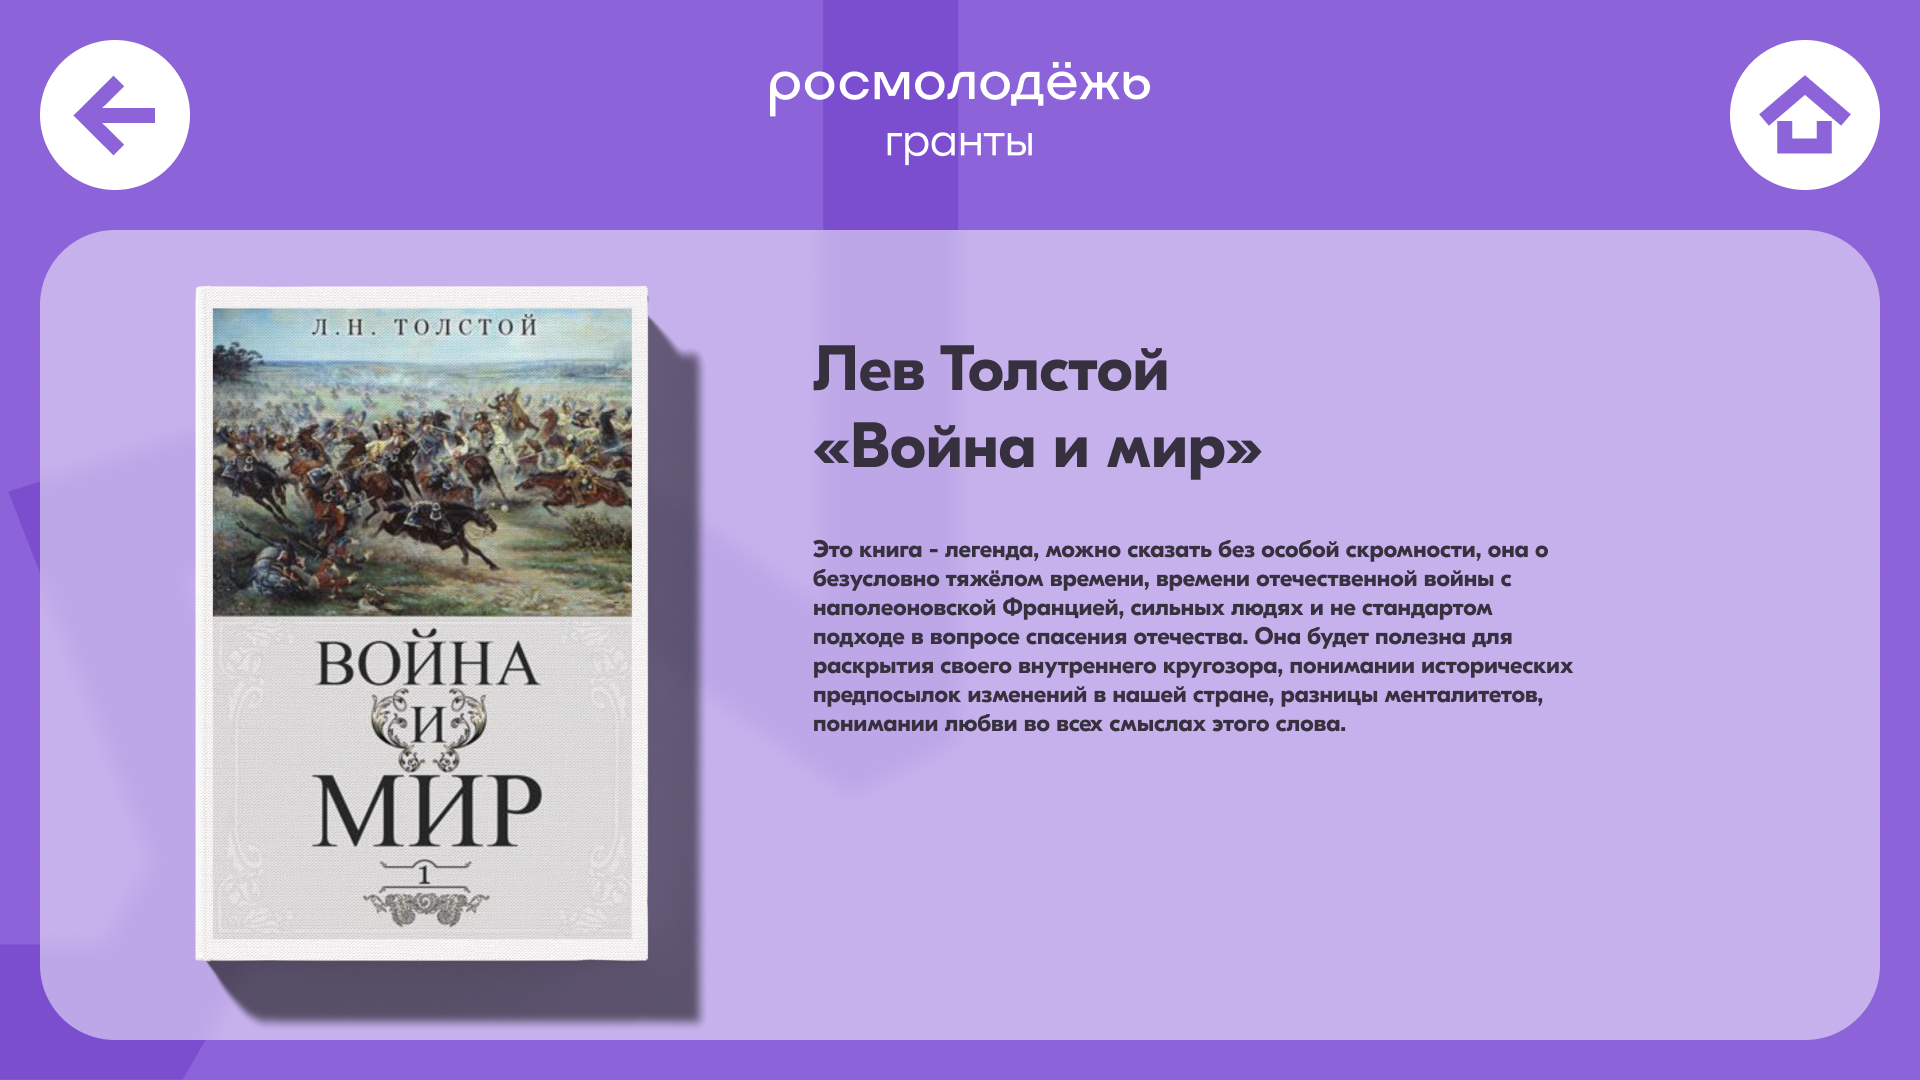 росмолодёжь
гранты
Л.Н. ТОЛСТОЙ
ВОЙНА
И
МИР
1
Лев Толстой
«Война и мир»
Это книга - легенда, можно сказать без особой скромности, она о
безусловно тяжёлом времени, времени отечественной войны с
наполеоновской Францией, сильных людях и не стандартом
подходе в вопросе спасения отечества. Она будет полезна для
раскрытия своего внутреннего кругозора, понимании исторических
предпосылок изменений в нашей стране, разницы менталитетов,
понимании любви во всех смыслах этого слова.